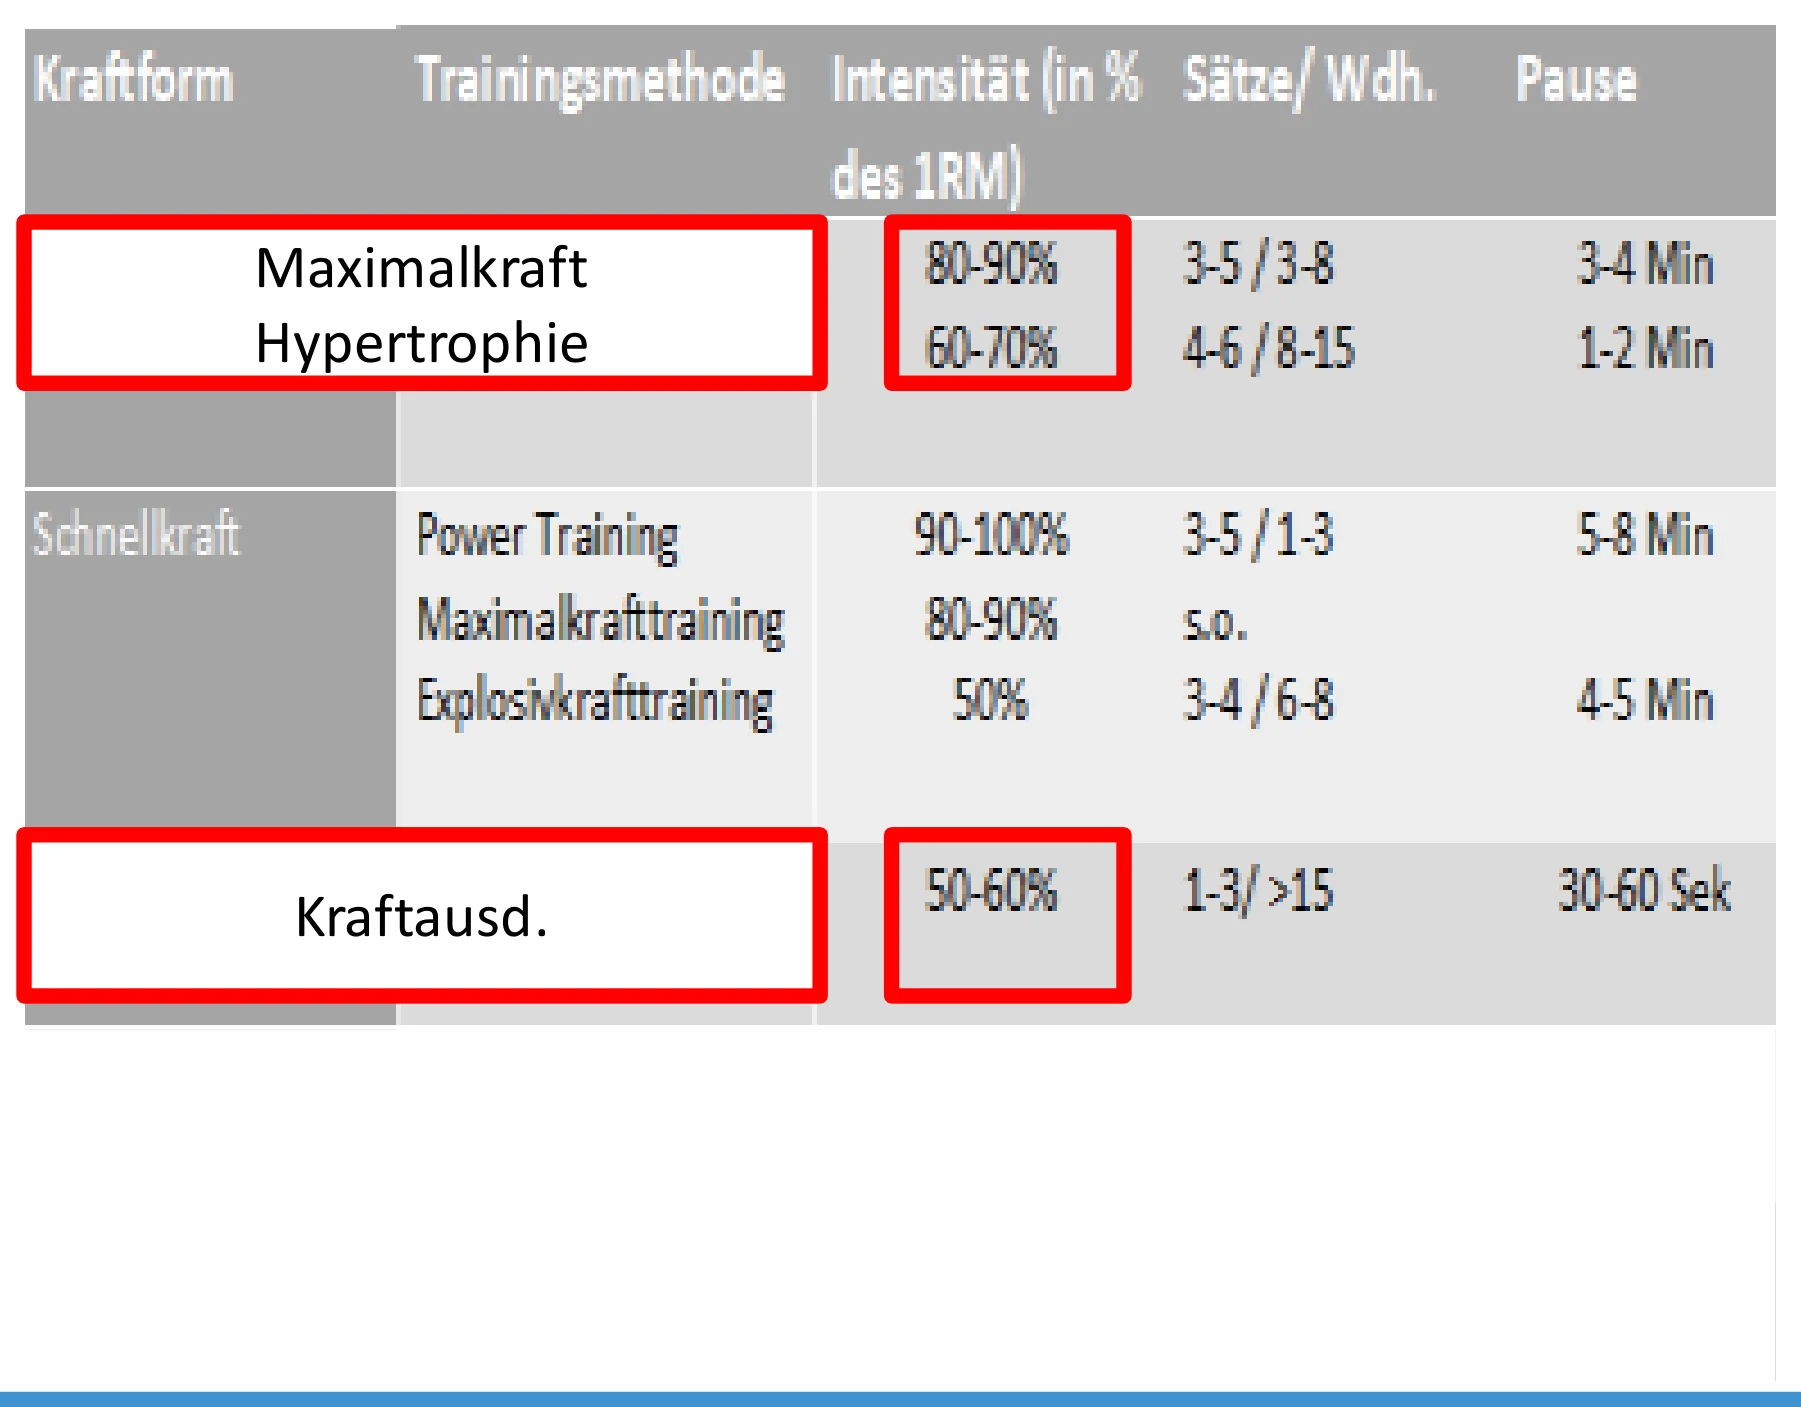 Kraftform Trainingsmethode Intensität (in % des 1RM) Sätze/ Wdh. Pause
Maximalkraft 80-90% 3-5 / 3-8 3-4 Min
Hypertrophie 60-70% 4-6 / 8-15 1-2 Min
Schnellkraft Power Training 90-100% 3-5 / 1-3 5-8 Min
Maximalkrafttraining 80-90% s.o.
Explosivkrafttraining 50% 3-4 / 6-8 4-5 Min
Kraftausd. 50-60% 1-3/ >15 30-60 Sek